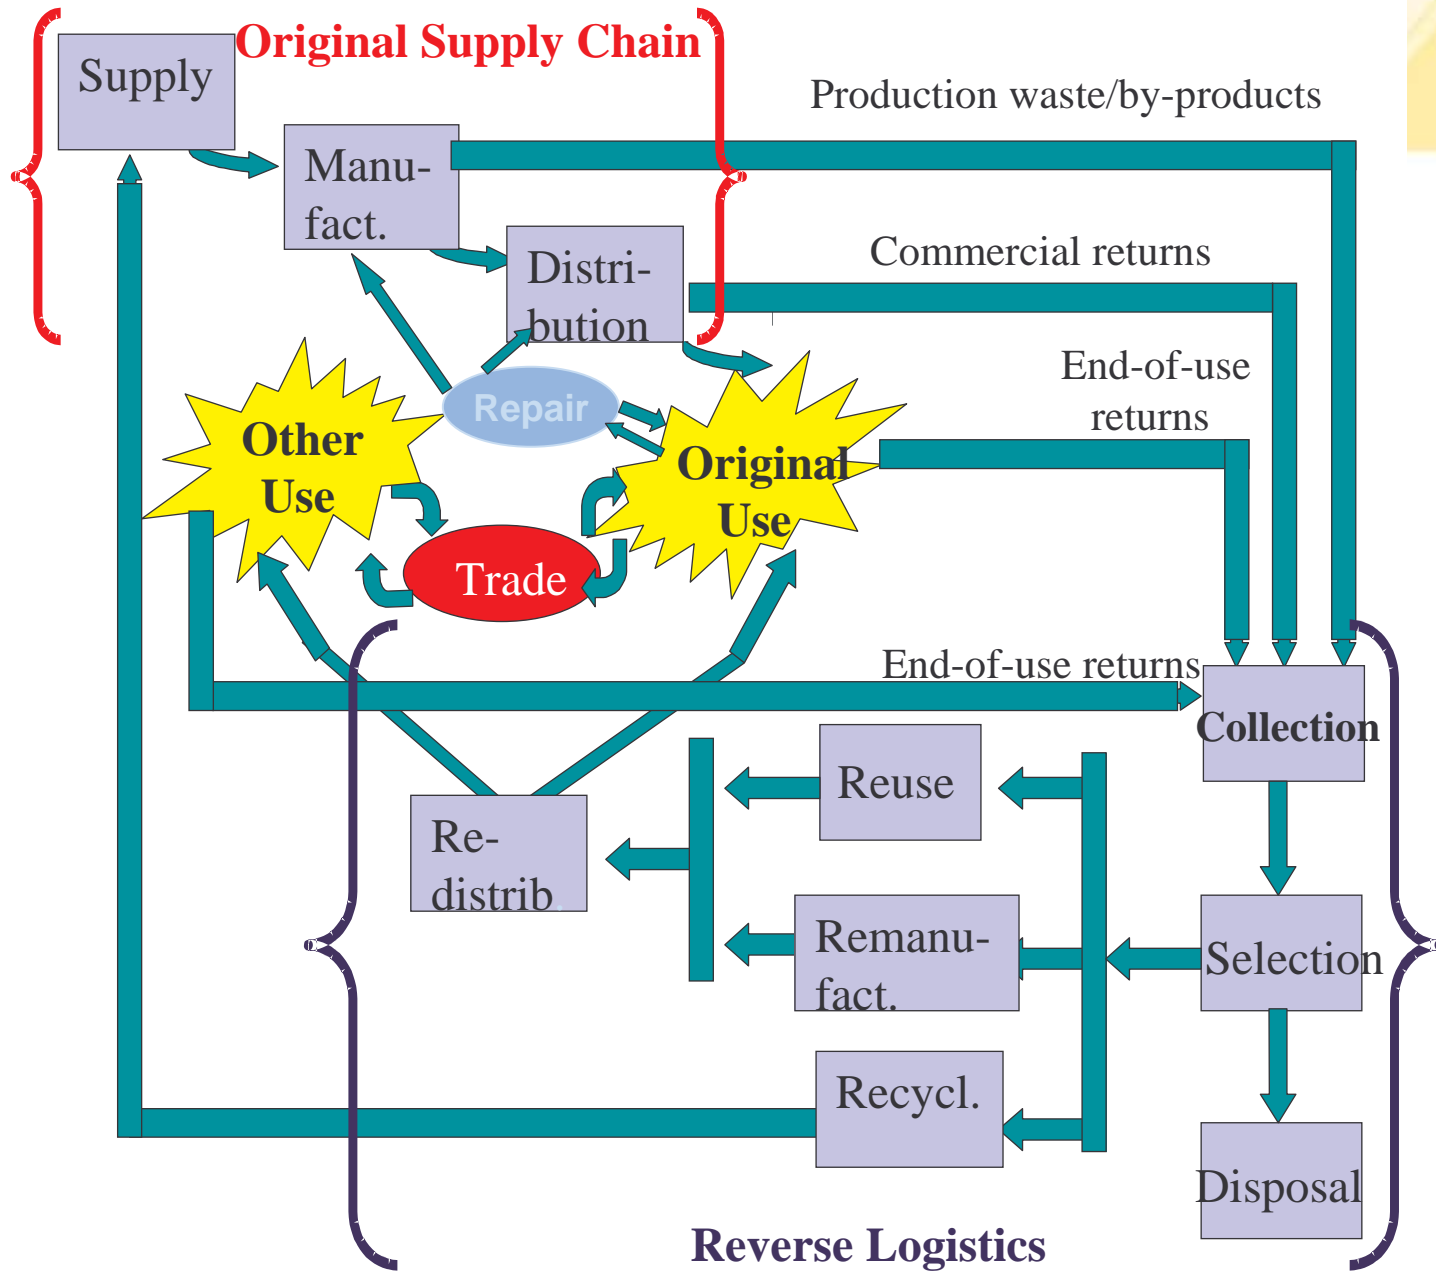 Original Supply Chain
Supply
Production waste/by-products
Manu-
fact.
Commercial returns
Distri-
bution
End-of-use
returns
Repair
Other
Use
Original
Use
Trade
End-of-use returns
Collection
Reuse
Re-
distrib.
Remanu-
fact.
Selection
Recycl.
Disposal
Reverse Logistics